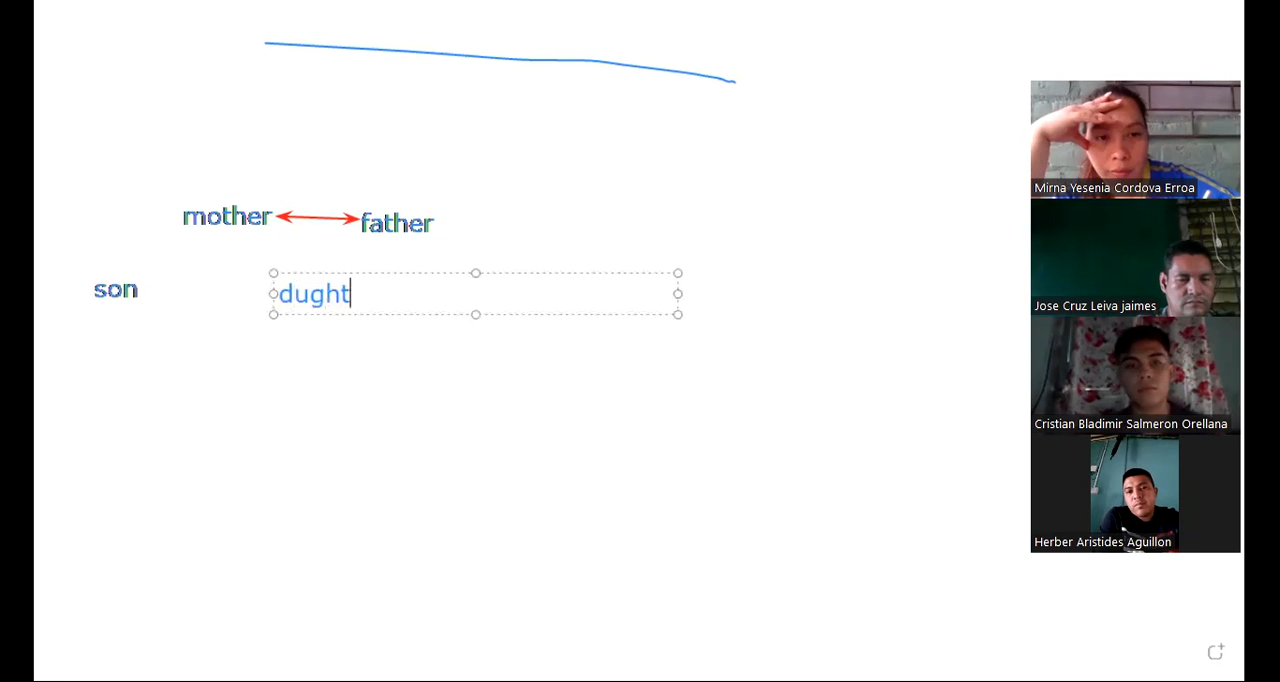 mother father
son dught
Mirna Yesenia Cordova Erroa
Jose Cruz Leiva jaimes
Cristian Bladimir Salmeron Orellana
Herber Aristides Aguillon